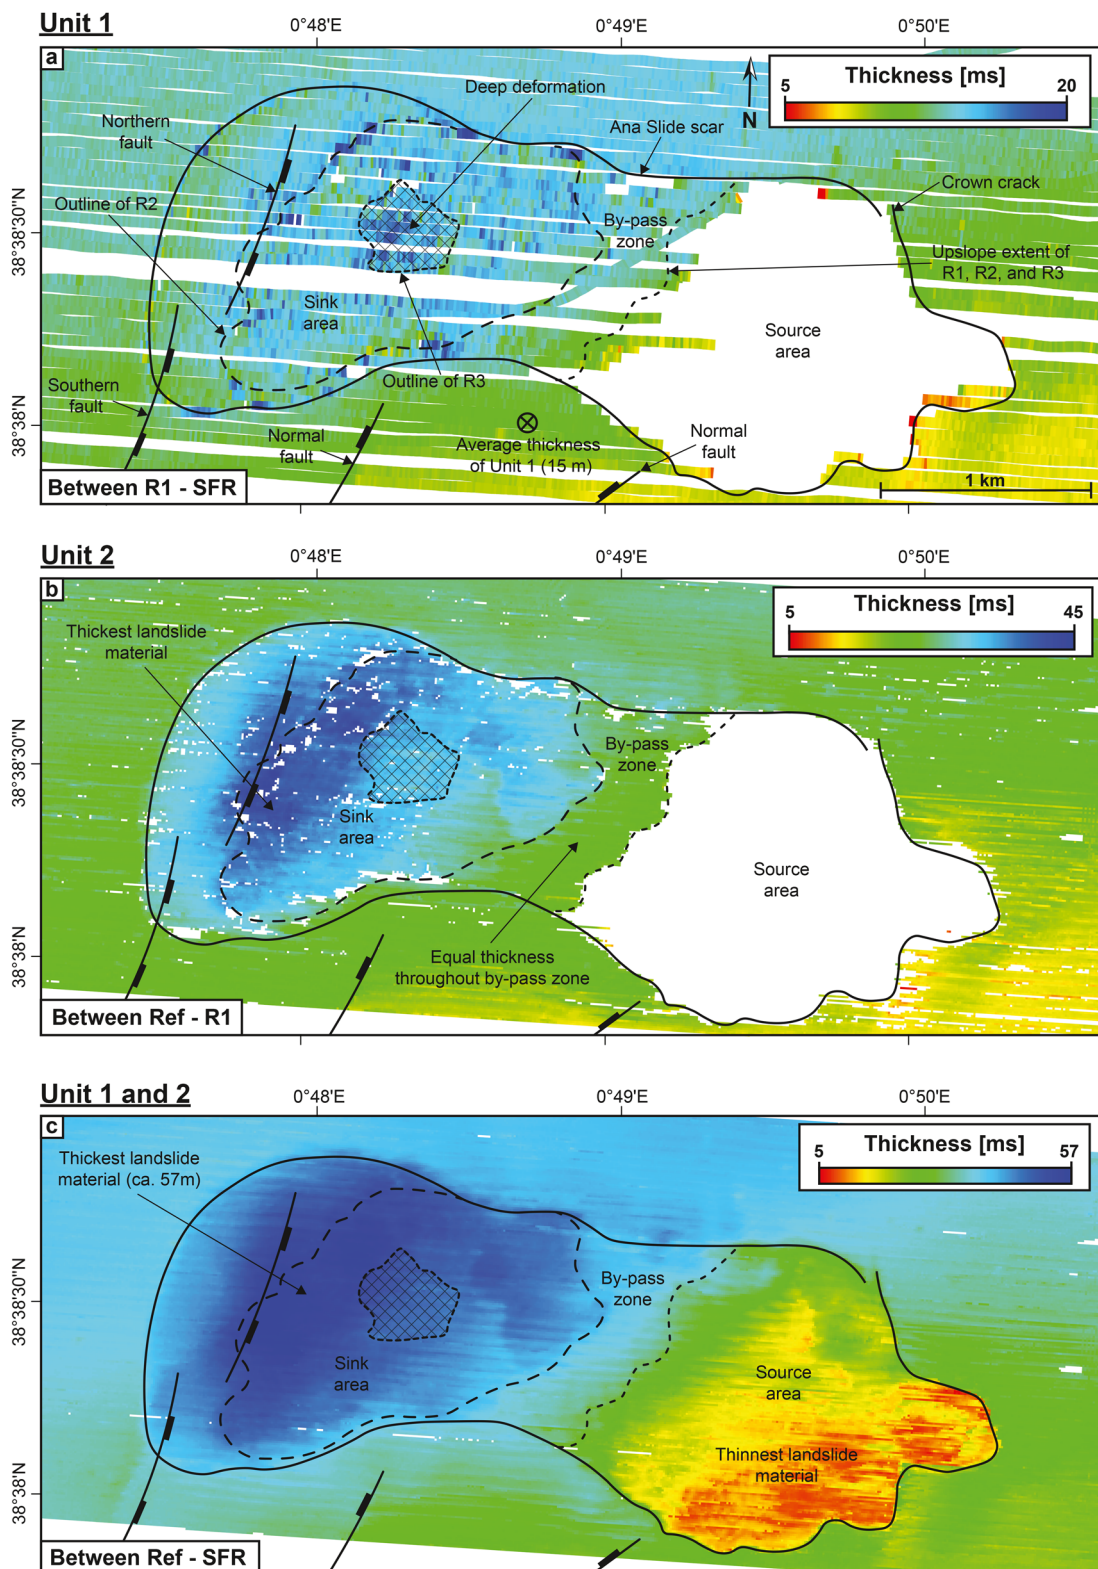 Unit 1
0°48'E
0°49'E
0°50'E
a
Thickness [ms]
5
20
N
Deep deformation
Northern
fault
Ana Slide scar
Crown crack
Outline of R2
By-pass
zone
Upslope extent of
R1, R2, and R3
38°38'30''N
Sink
area
Source
area
Southern
fault
Outline of R3
38°38'N
Normal
fault
Average thickness
of Unit 1 (15 m)
Normal
fault
1 km
Between R1 - SFR
Unit 2
0°48'E
0°49'E
0°50'E
b
Thickness [ms]
5
45
Thickest landslide
material
By-pass
zone
38°38'30''N
Sink
area
Source
area
38°38'N
Equal thickness
throughout by-pass zone
Between Ref - R1
Unit 1 and 2
0°48'E
0°49'E
0°50'E
c
Thickness [ms]
5
57
Thickest landslide
material (ca. 57m)
By-pass
zone
38°38'30''N
Sink
area
Source
area
Thinnest landslide
material
38°38'N
Between Ref - SFR